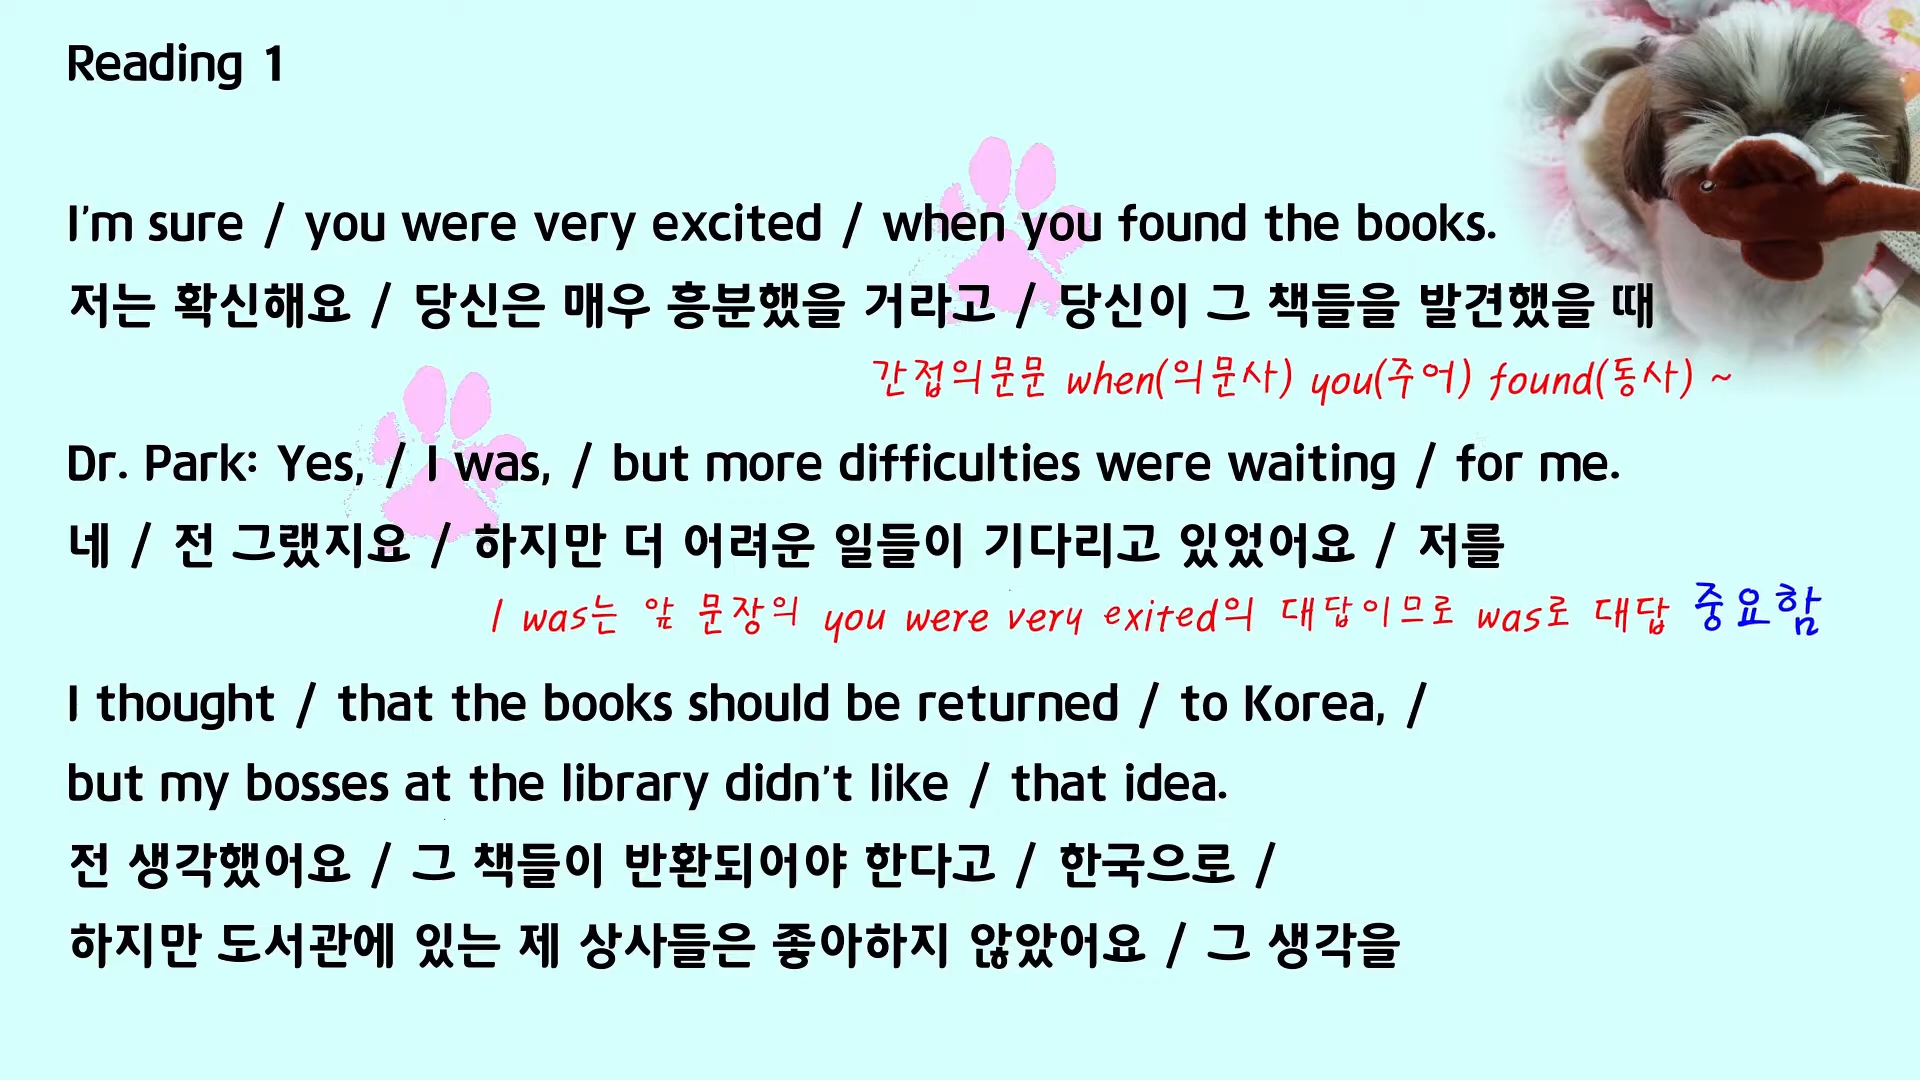 Reading 1
I'm sure / you were very excited / when you found the books.
저는 확신해요 / 당신은 매우 흥분했을 거라고 / 당신이 그 책들을 발견했을 때
간접의문문 when(의문사) you(주어) found(동사) ~
Dr. Park: Yes, / I was, / but more difficulties were waiting / for me.
네 / 전 그랬지요 / 하지만 더 어려운 일들이 기다리고 있었어요 / 저를
I was는 앞 문장의 you were very exited의 대답이므로 was로 대답 중요함
I thought / that the books should be returned / to Korea, /
but my bosses at the library didn't like / that idea.
전 생각했어요 / 그 책들이 반환되어야 한다고 / 한국으로 /
하지만 도서관에 있는 제 상사들은 좋아하지 않았어요 / 그 생각을